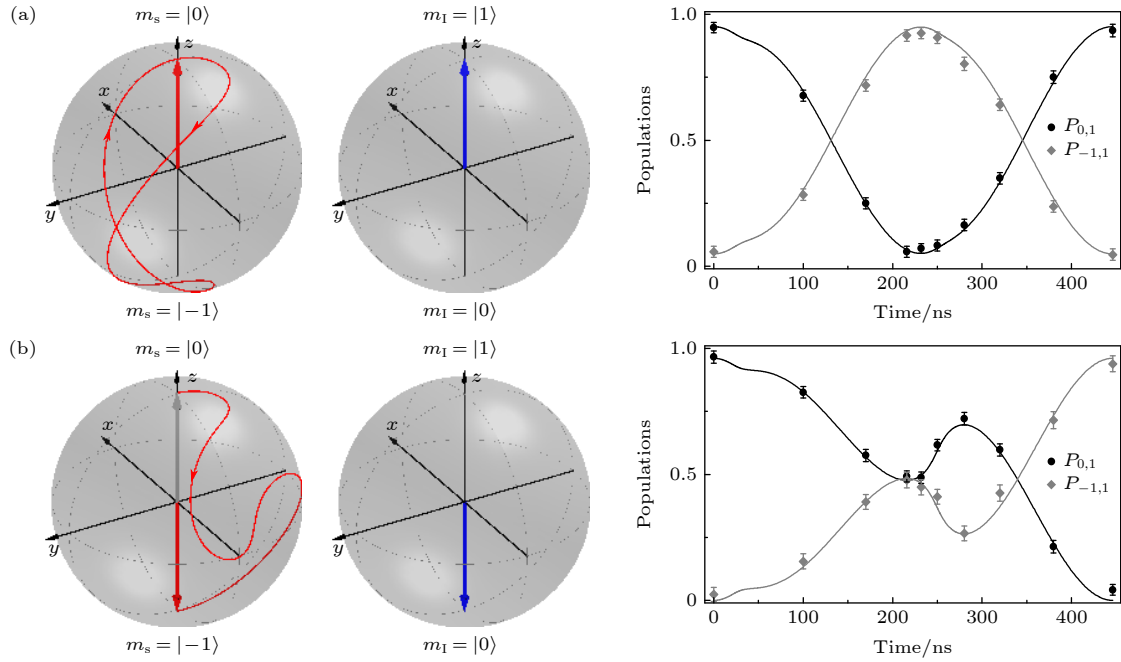 (a)
m_s = |0⟩
m_I = |1⟩
z
z
x
x
y
y
m_s = |−1⟩
m_I = |0⟩
1.0
0.5
0
Populations
P_{0,1}
P_{−1,1}
0 100 200 300 400
Time/ns
(b)
m_s = |0⟩
m_I = |1⟩
z
z
x
x
y
y
m_s = |−1⟩
m_I = |0⟩
1.0
0.5
0
Populations
P_{0,1}
P_{−1,1}
0 100 200 300 400
Time/ns